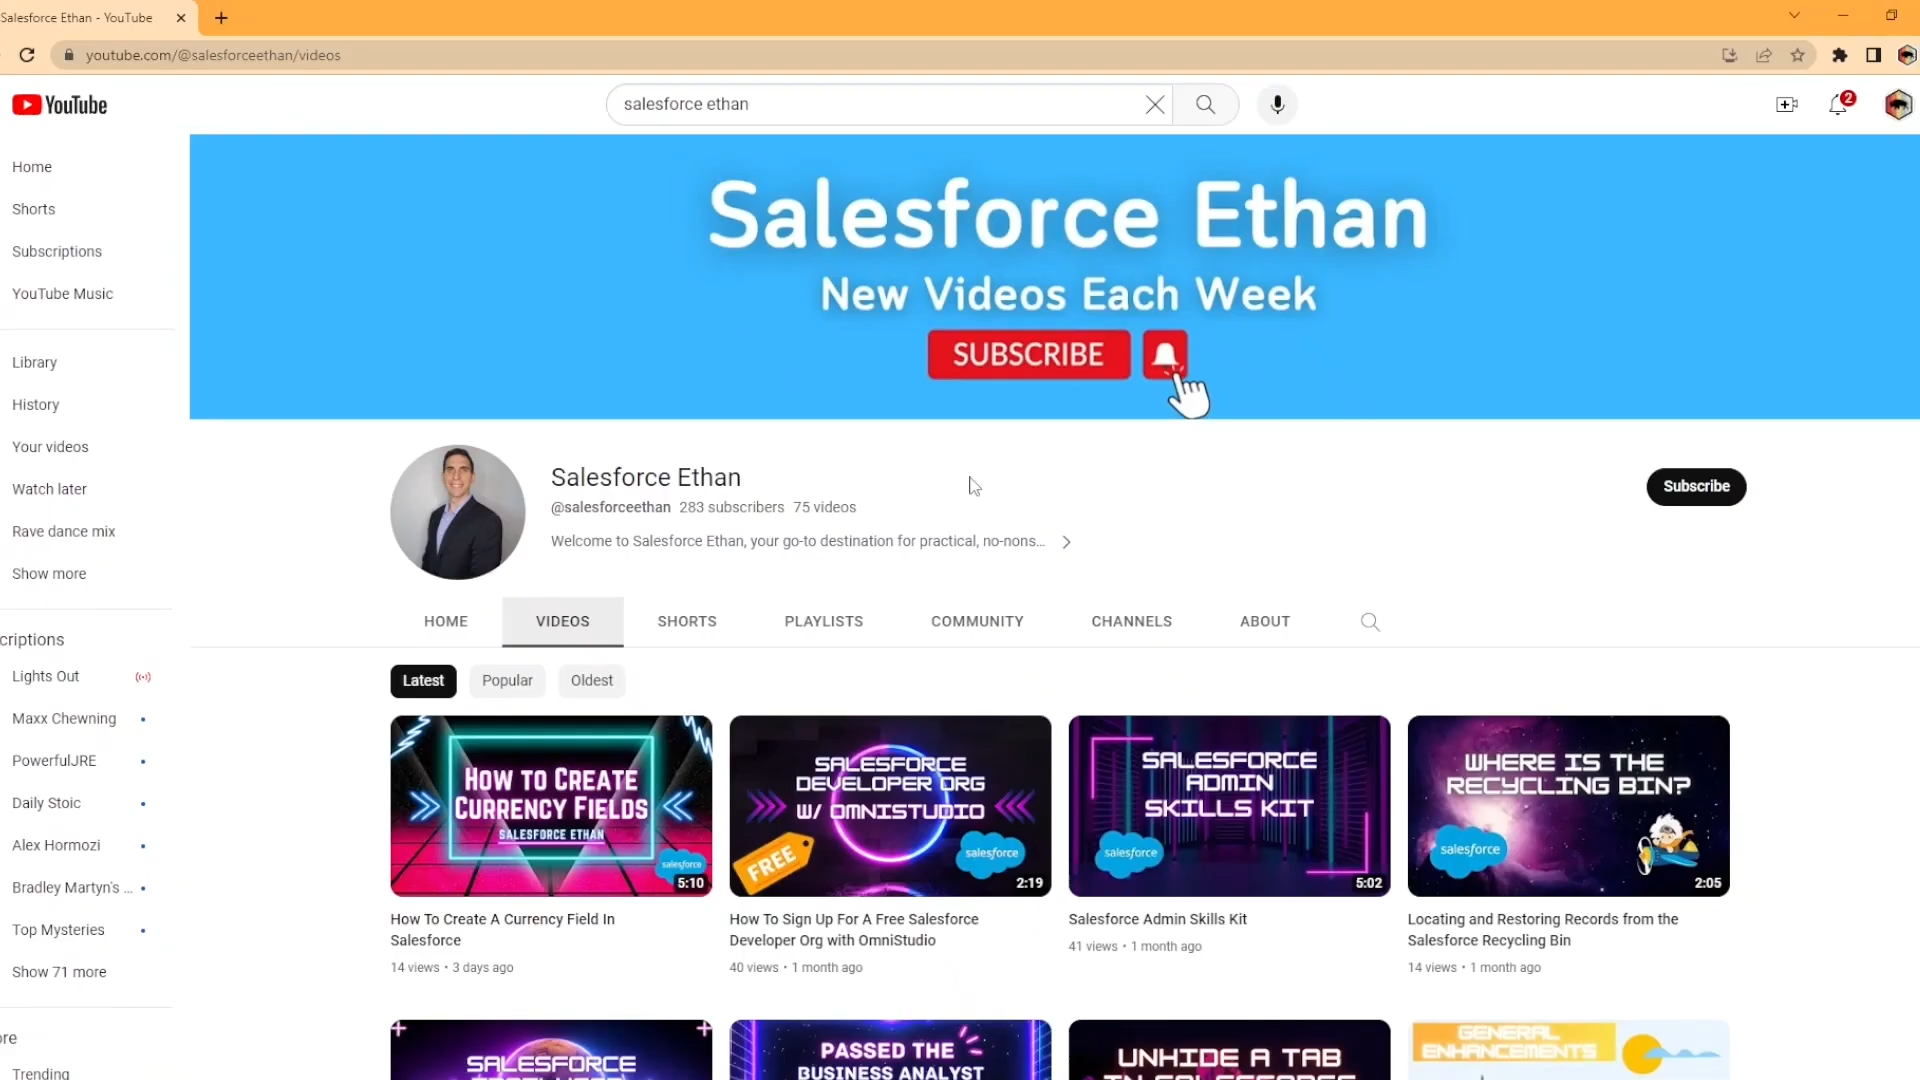 Salesforce Ethan - YouTube
youtube.com/@salesforceethan/videos
YouTube
salesforce ethan
2
Home
Shorts
Subscriptions
YouTube Music
Library
History
Your videos
Watch later
Rave dance mix
Show more
criptions
Lights Out
Maxx Chewning
PowerfulJRE
Daily Stoic
Alex Hormozi
Bradley Martyn's ...
Top Mysteries
Show 71 more
ore
Trending
Salesforce Ethan
New Videos Each Week
SUBSCRIBE
Salesforce Ethan
@salesforceethan 283 subscribers 75 videos
Welcome to Salesforce Ethan, your go-to destination for practical, no-nons...
Subscribe
HOME VIDEOS SHORTS PLAYLISTS COMMUNITY CHANNELS ABOUT
Latest Popular Oldest
HOW TO CREATE
CURRENCY FIELDS
SALESFORCE ETHAN
salesforce
5:10
How To Create A Currency Field In
Salesforce
14 views • 3 days ago
SALESFORCE
DEVELOPER ORG
W/ OMNISTUDIO
FREE
salesforce
2:19
How To Sign Up For A Free Salesforce
Developer Org with OmniStudio
40 views • 1 month ago
SALESFORCE
ADMIN
SKILLS KIT
salesforce
5:02
Salesforce Admin Skills Kit
41 views • 1 month ago
WHERE IS THE
RECYCLING BIN?
salesforce
2:05
Locating and Restoring Records from the
Salesforce Recycling Bin
14 views • 1 month ago
SALESFORCE
PASSED THE
BUSINESS ANALYST
UNHIDE A TAB
IN SALESFORCE
GENERAL
ENHANCEMENTS